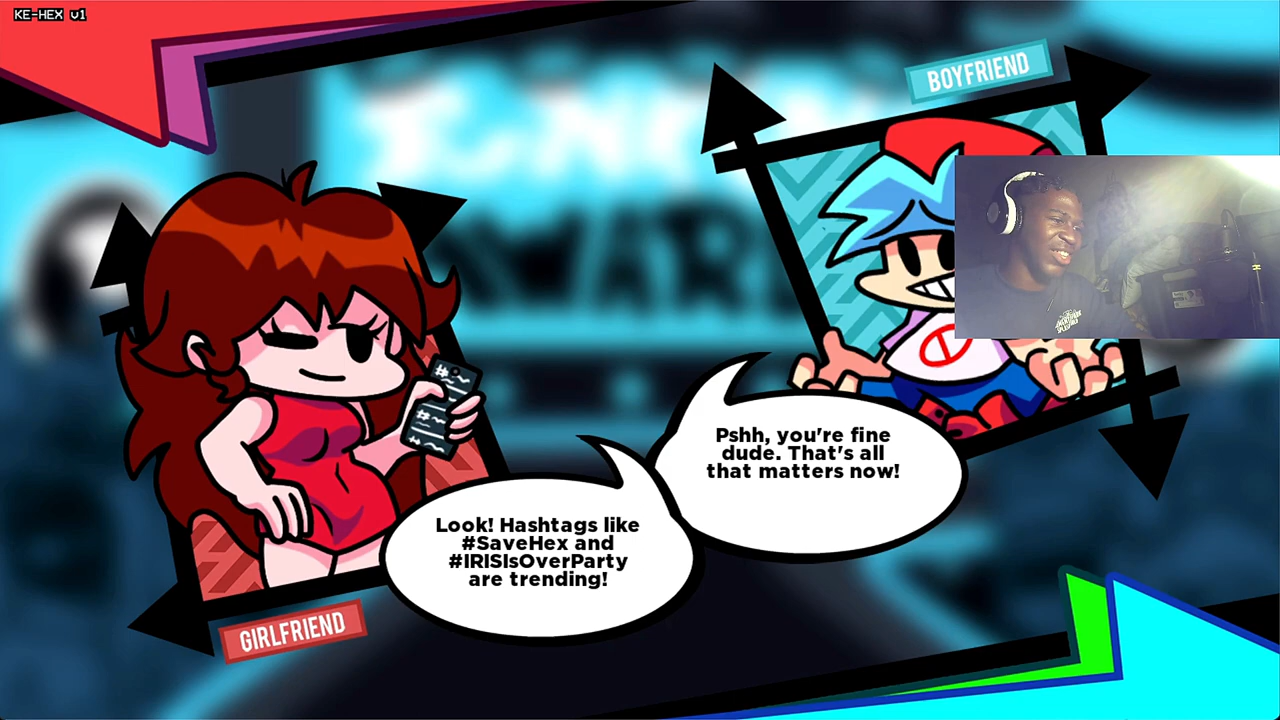 KE-HEX v1
BOYFRIEND
Pshh, you're fine
dude. That's all
that matters now!
Look! Hashtags like
#SaveHex and
#IRISIsOverParty
are trending!
GIRLFRIEND